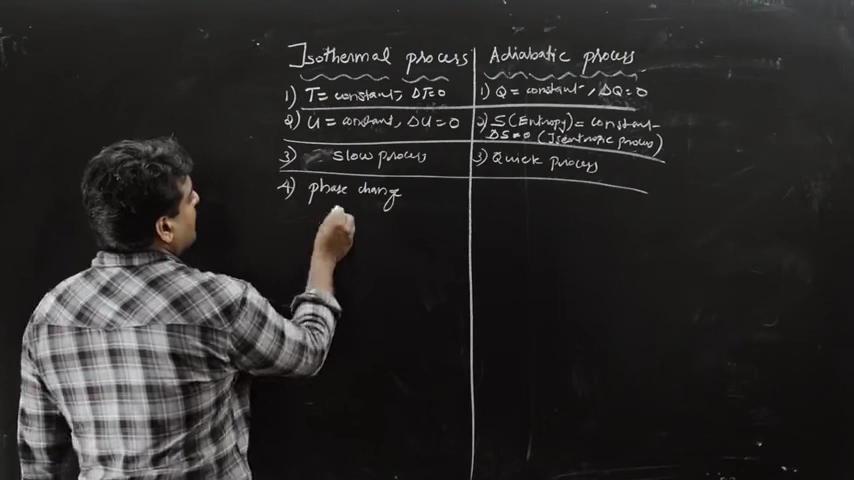 Isothermal process
1) T = constant, ΔT=0
2) U = constant, ΔU = 0
3) slow process
4) phase change
Adiabatic process
1) Q = constant, ΔQ = 0
2) S (Entropy) = constant
ΔS = 0 (Isentropic process)
3) Quick process